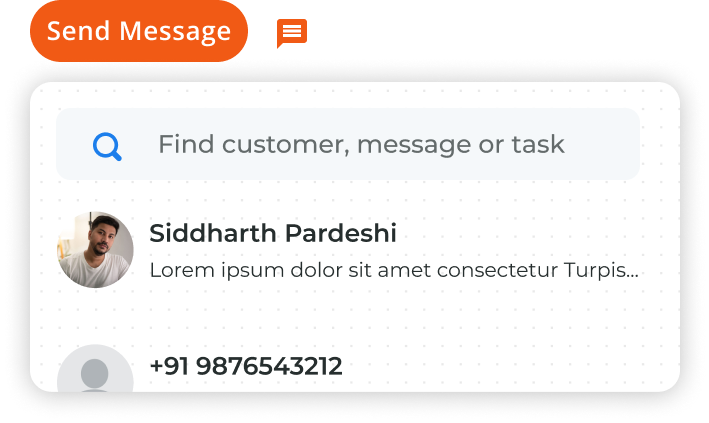 Send Message
Find customer, message or task
Siddharth Pardeshi
Lorem ipsum dolor sit amet consectetur Turpis...
+91 9876543212